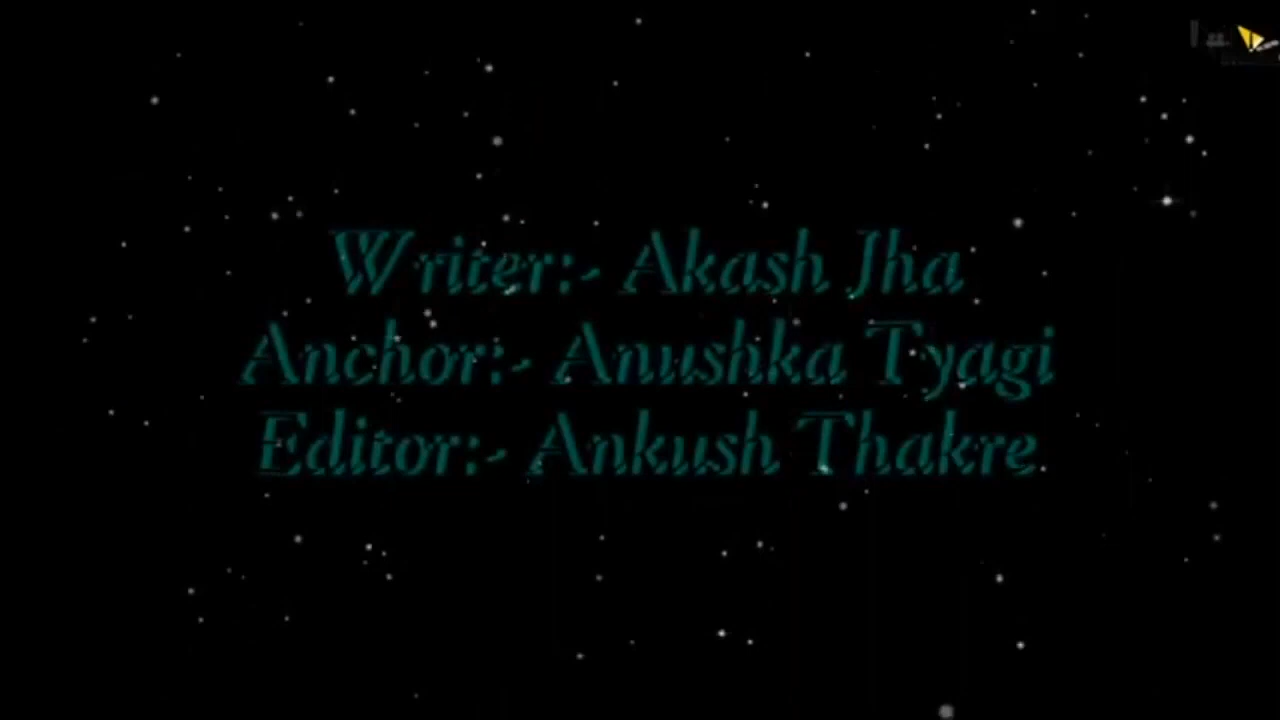 Writer:- Akash Jha
Anchor:- Anushka Tyagi
Editor:- Ankush Thakre